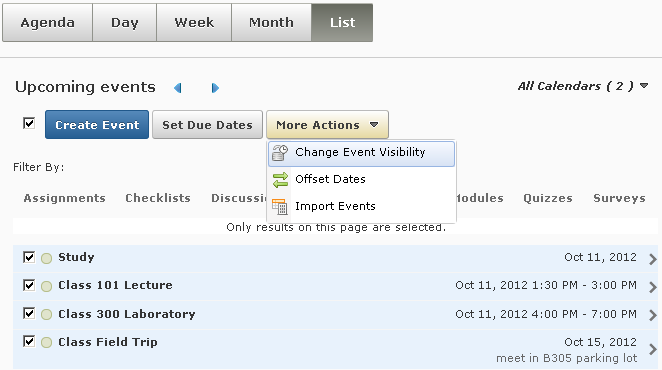 Agenda Day Week Month List
Upcoming events All Calendars ( 2 )
Create Event Set Due Dates More Actions
Change Event Visibility
Filter By:
Offset Dates
Assignments Checklists Discussio Modules Quizzes Surveys
Import Events
Only results on this page are selected.
Study Oct 11, 2012
Class 101 Lecture Oct 11, 2012 1:30 PM - 3:00 PM
Class 300 Laboratory Oct 11, 2012 4:00 PM - 7:00 PM
Class Field Trip Oct 15, 2012
meet in B305 parking lot